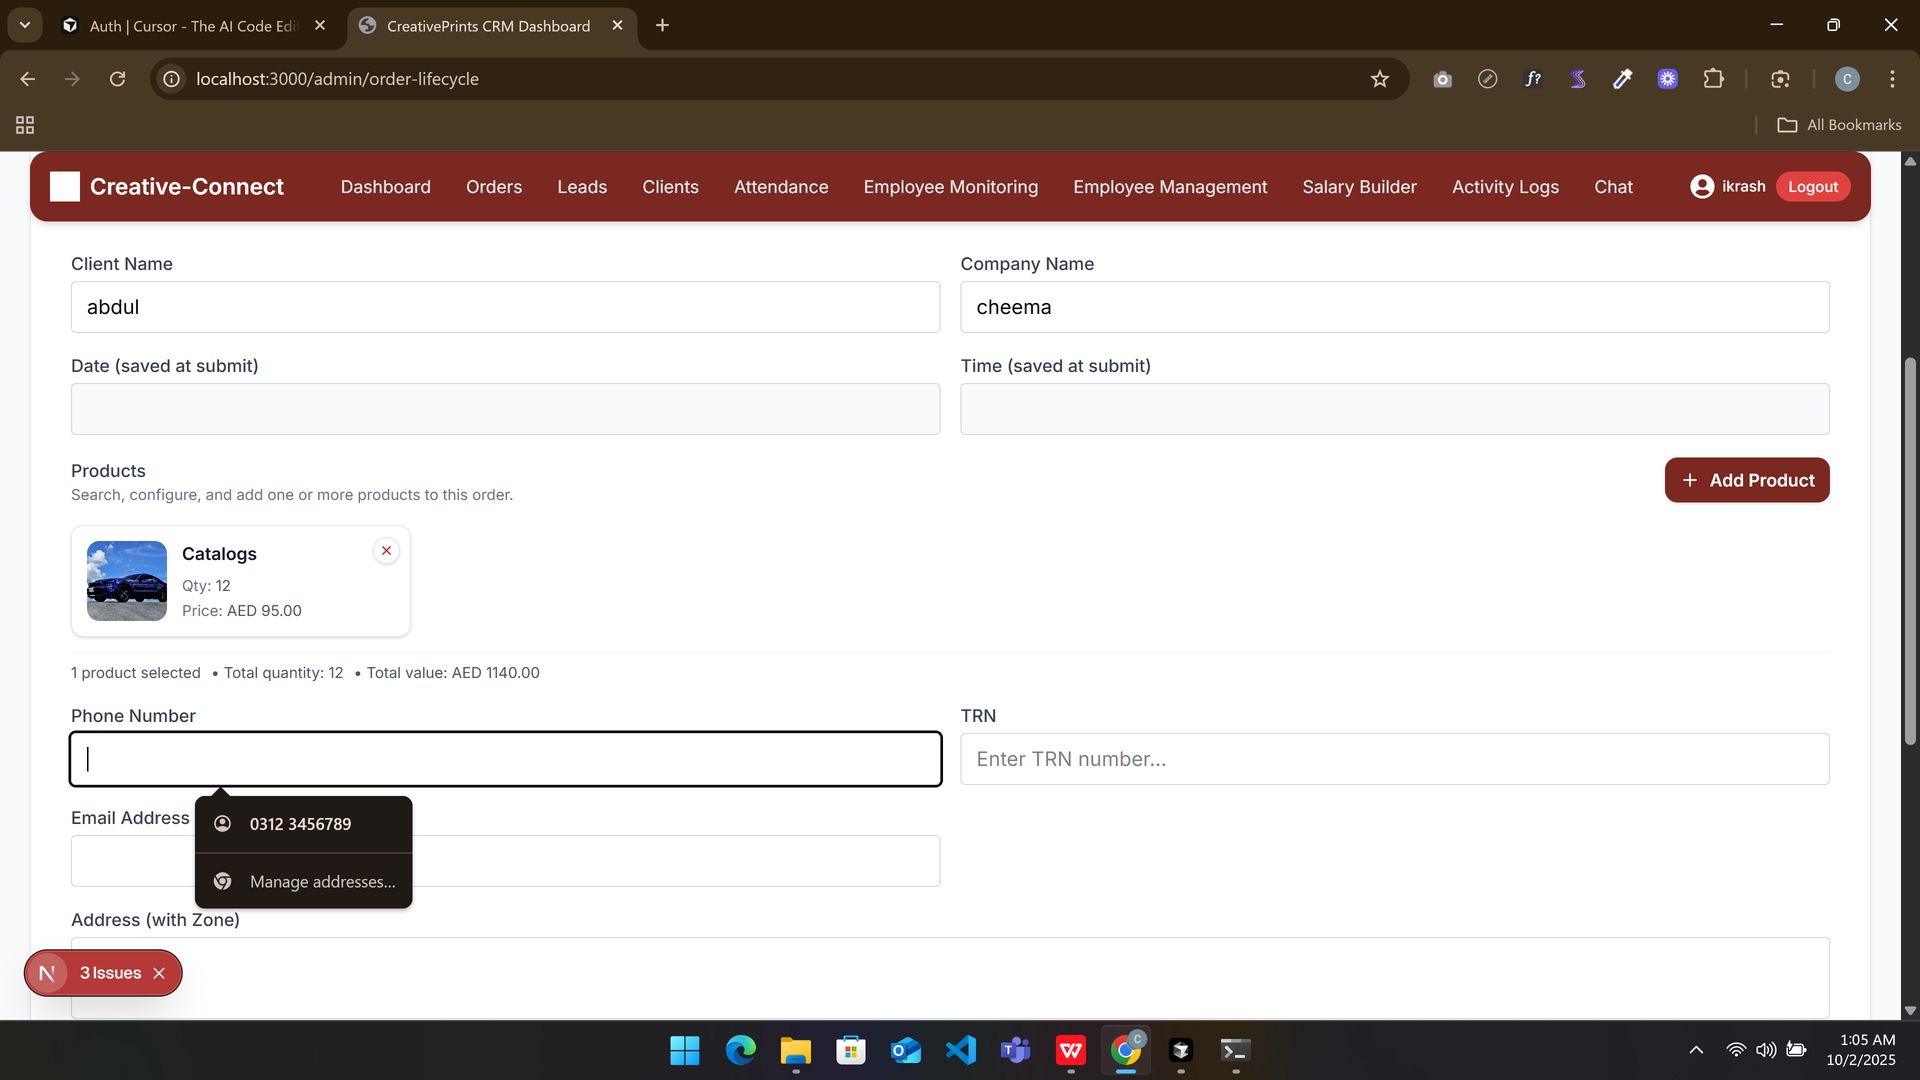 Auth | Cursor - The AI Code Edi
CreativePrints CRM Dashboard
localhost:3000/admin/order-lifecycle
f?
C
All Bookmarks
Creative-Connect
Dashboard
Orders
Leads
Clients
Attendance
Employee Monitoring
Employee Management
Salary Builder
Activity Logs
Chat
ikrash
Logout
Client Name
Company Name
abdul
cheema
Date (saved at submit)
Time (saved at submit)
Products
Search, configure, and add one or more products to this order.
+ Add Product
Catalogs
Qty: 12
Price: AED 95.00
1 product selected • Total quantity: 12 • Total value: AED 1140.00
Phone Number
TRN
Enter TRN number...
0312 3456789
Manage addresses...
Email Address
Address (with Zone)
N 3 Issues
1:05 AM
10/2/2025